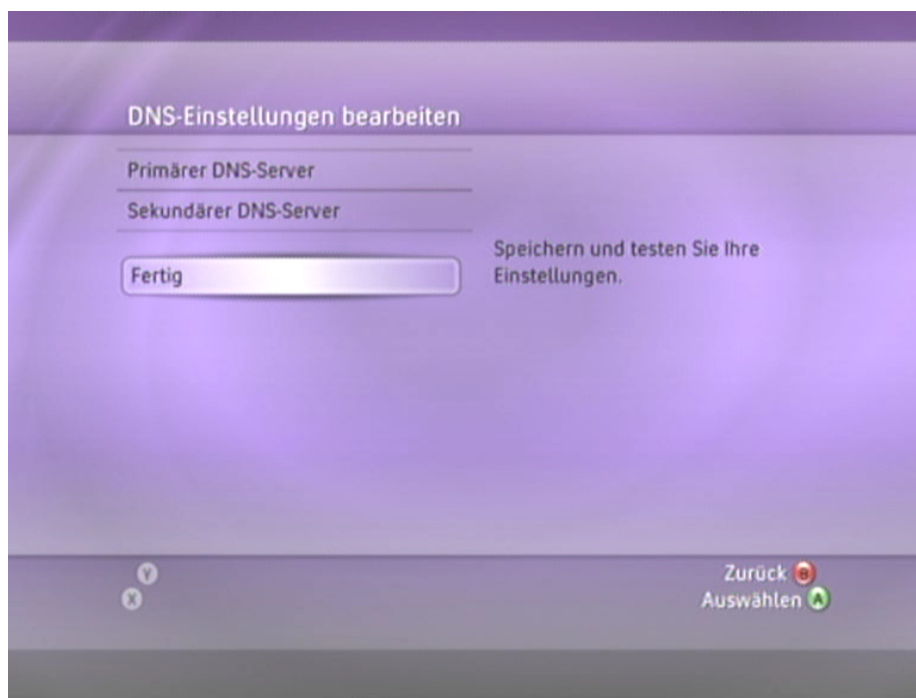 DNS-Einstellungen bearbeiten
Primärer DNS-Server
Sekundärer DNS-Server
Fertig
Speichern und testen Sie Ihre
Einstellungen.
Y
X
Zurück B
Auswählen A